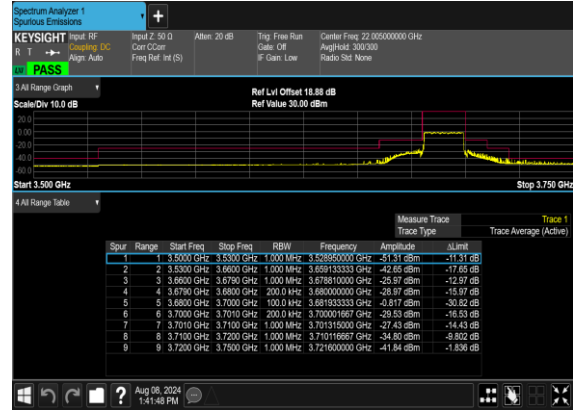 Spectrum Analyzer 1
Spurious Emissions
KEYSIGHT Input: RF Input Z: 50 Ω Atten: 20 dB Trig: Free Run Center Freq: 22.005000000 GHz
R T Coupling: DC Corr CCorr Gate: Off Avg|Hold: 300/300
Align: Auto Freq Ref: Int (S) IF Gain: Low Radio Std: None
PASS
3 All Range Graph
Ref Lvl Offset 18.88 dB
Scale/Div 10.0 dB Ref Value 30.00 dBm
20.0
0.00
-20.0
-40.0
-60.0
Start 3.500 GHz Stop 3.750 GHz
4 All Range Table
Measure Trace Trace 1
Trace Type Trace Average (Active)
Spur Range Start Freq Stop Freq RBW Frequency Amplitude ΔLimit
1 1 3.5000 GHz 3.5300 GHz 1.000 MHz 3.528950000 GHz -51.31 dBm -11.31 dB
2 2 3.5300 GHz 3.6600 GHz 1.000 MHz 3.659133333 GHz -42.65 dBm -17.65 dB
3 3 3.6600 GHz 3.6790 GHz 1.000 MHz 3.678810000 GHz -25.97 dBm -12.97 dB
4 4 3.6790 GHz 3.6800 GHz 200.0 kHz 3.680000000 GHz -28.97 dBm -15.97 dB
5 5 3.6800 GHz 3.7000 GHz 100.0 kHz 3.681933333 GHz -0.817 dBm -30.82 dB
6 6 3.7000 GHz 3.7010 GHz 200.0 kHz 3.700001667 GHz -29.53 dBm -16.53 dB
7 7 3.7010 GHz 3.7100 GHz 1.000 MHz 3.701315000 GHz -27.43 dBm -14.43 dB
8 8 3.7100 GHz 3.7200 GHz 1.000 MHz 3.710116667 GHz -34.80 dBm -9.802 dB
9 9 3.7200 GHz 3.7500 GHz 1.000 MHz 3.721600000 GHz -41.84 dBm -1.836 dB
Aug 08, 2024
1:41:48 PM